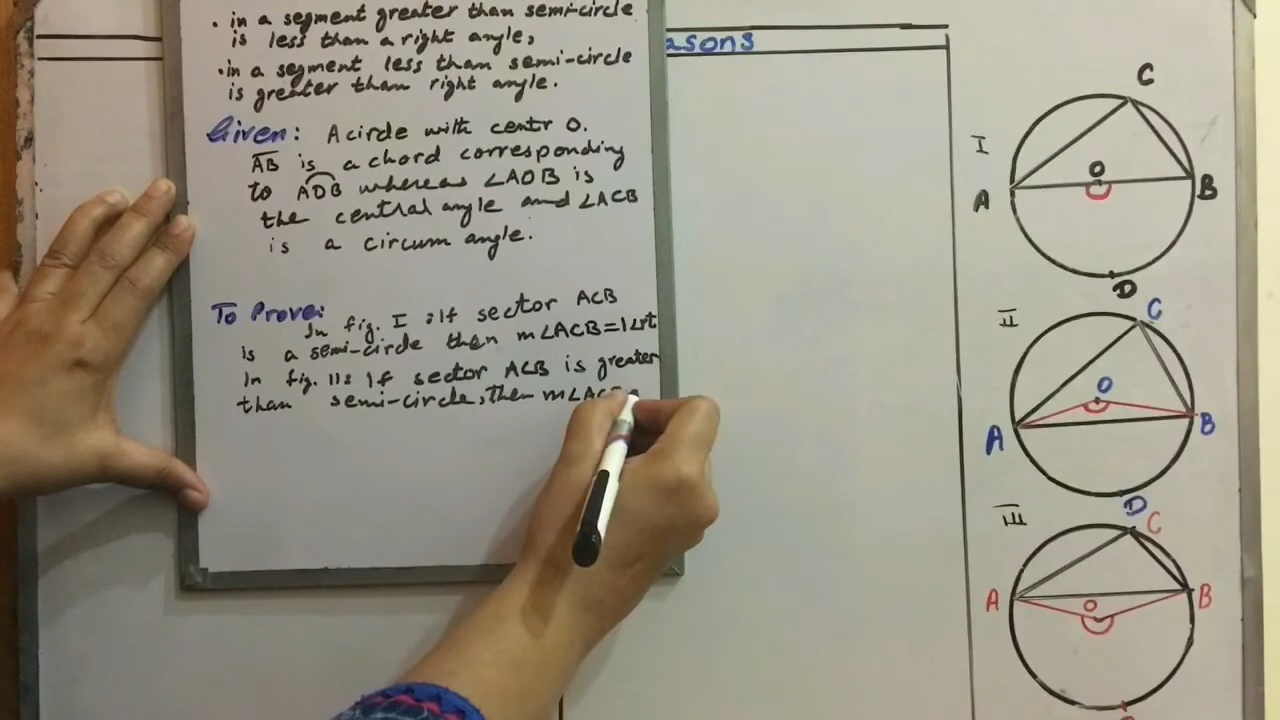 . in a segment greater than semi-circle
is less than a right angle,
. in a segment less than semi-circle
is greater than right angle.
Given: A circle with centr O.
AB is a chord corresponding
to ADB whereas ∠AOB is
the central angle and ∠ACB
is a circum angle.
To Prove:
In fig. I : If sector ACB
is a semi-circle then m∠ACB=1∠rt
In fig. II: If sector ACB is greater
than semi-circle, then m∠AC
asons
I
C
O
A
B
D
II
C
O
A
B
D
III
C
A
O
B